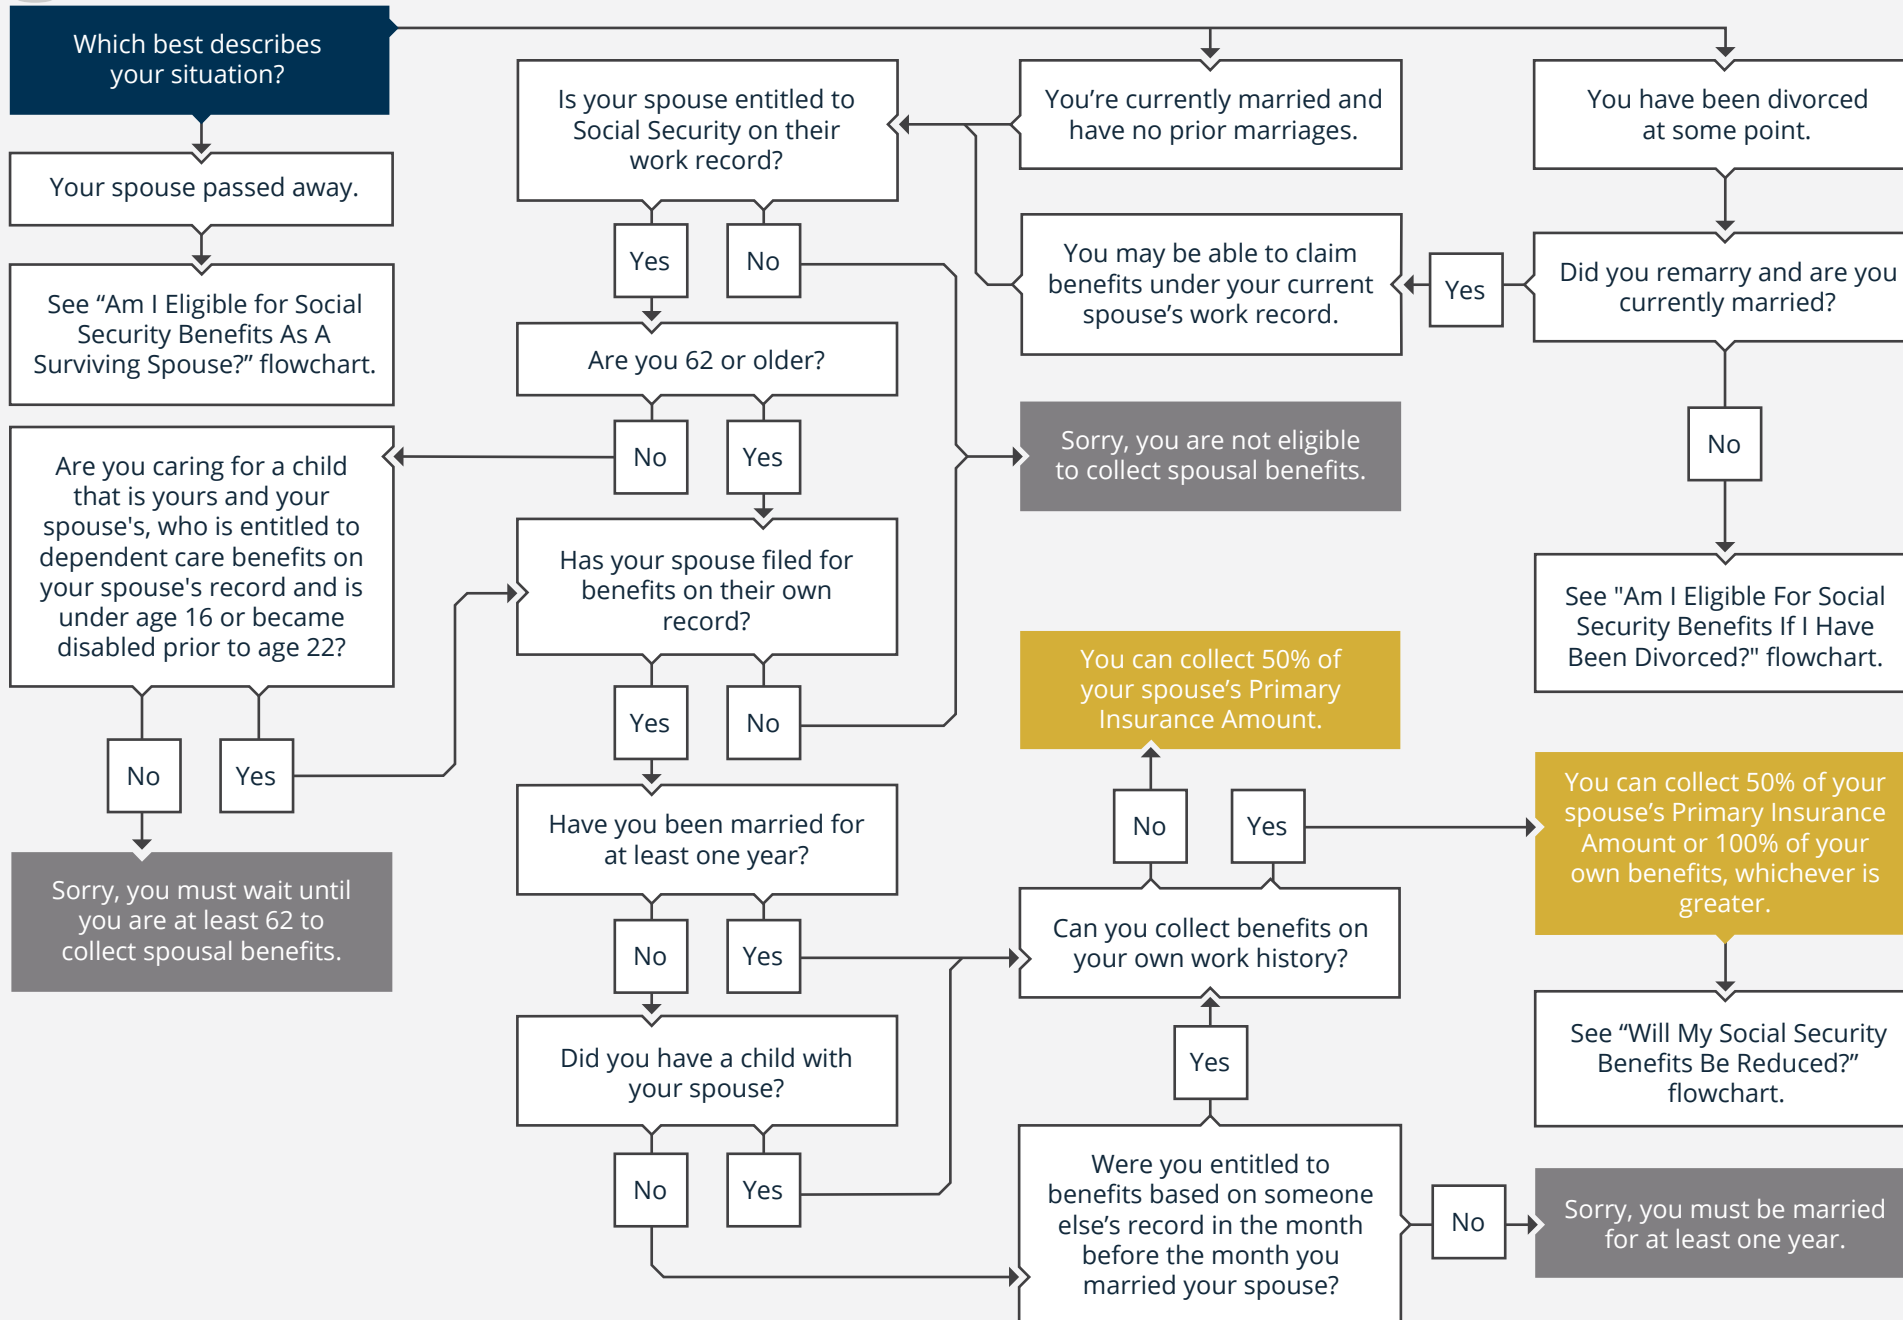 Which best describes
your situation?
Your spouse passed away.
See “Am I Eligible for Social
Security Benefits As A
Surviving Spouse?” flowchart.
Are you caring for a child
that is yours and your
spouse's, who is entitled to
dependent care benefits on
your spouse's record and is
under age 16 or became
disabled prior to age 22?
No
Yes
Sorry, you must wait until
you are at least 62 to
collect spousal benefits.
Is your spouse entitled to
Social Security on their
work record?
Yes
No
Are you 62 or older?
No
Yes
Has your spouse filed for
benefits on their own
record?
Yes
No
Have you been married for
at least one year?
No
Yes
Did you have a child with
your spouse?
No
Yes
You’re currently married and
have no prior marriages.
You may be able to claim
benefits under your current
spouse’s work record.
Yes
Sorry, you are not eligible
to collect spousal benefits.
You can collect 50% of
your spouse’s Primary
Insurance Amount.
No
Yes
Can you collect benefits on
your own work history?
Yes
Were you entitled to
benefits based on someone
else’s record in the month
before the month you
married your spouse?
No
You have been divorced
at some point.
Did you remarry and are you
currently married?
No
See "Am I Eligible For Social
Security Benefits If I Have
Been Divorced?" flowchart.
You can collect 50% of your
spouse’s Primary Insurance
Amount or 100% of your
own benefits, whichever is
greater.
See “Will My Social Security
Benefits Be Reduced?”
flowchart.
Sorry, you must be married
for at least one year.